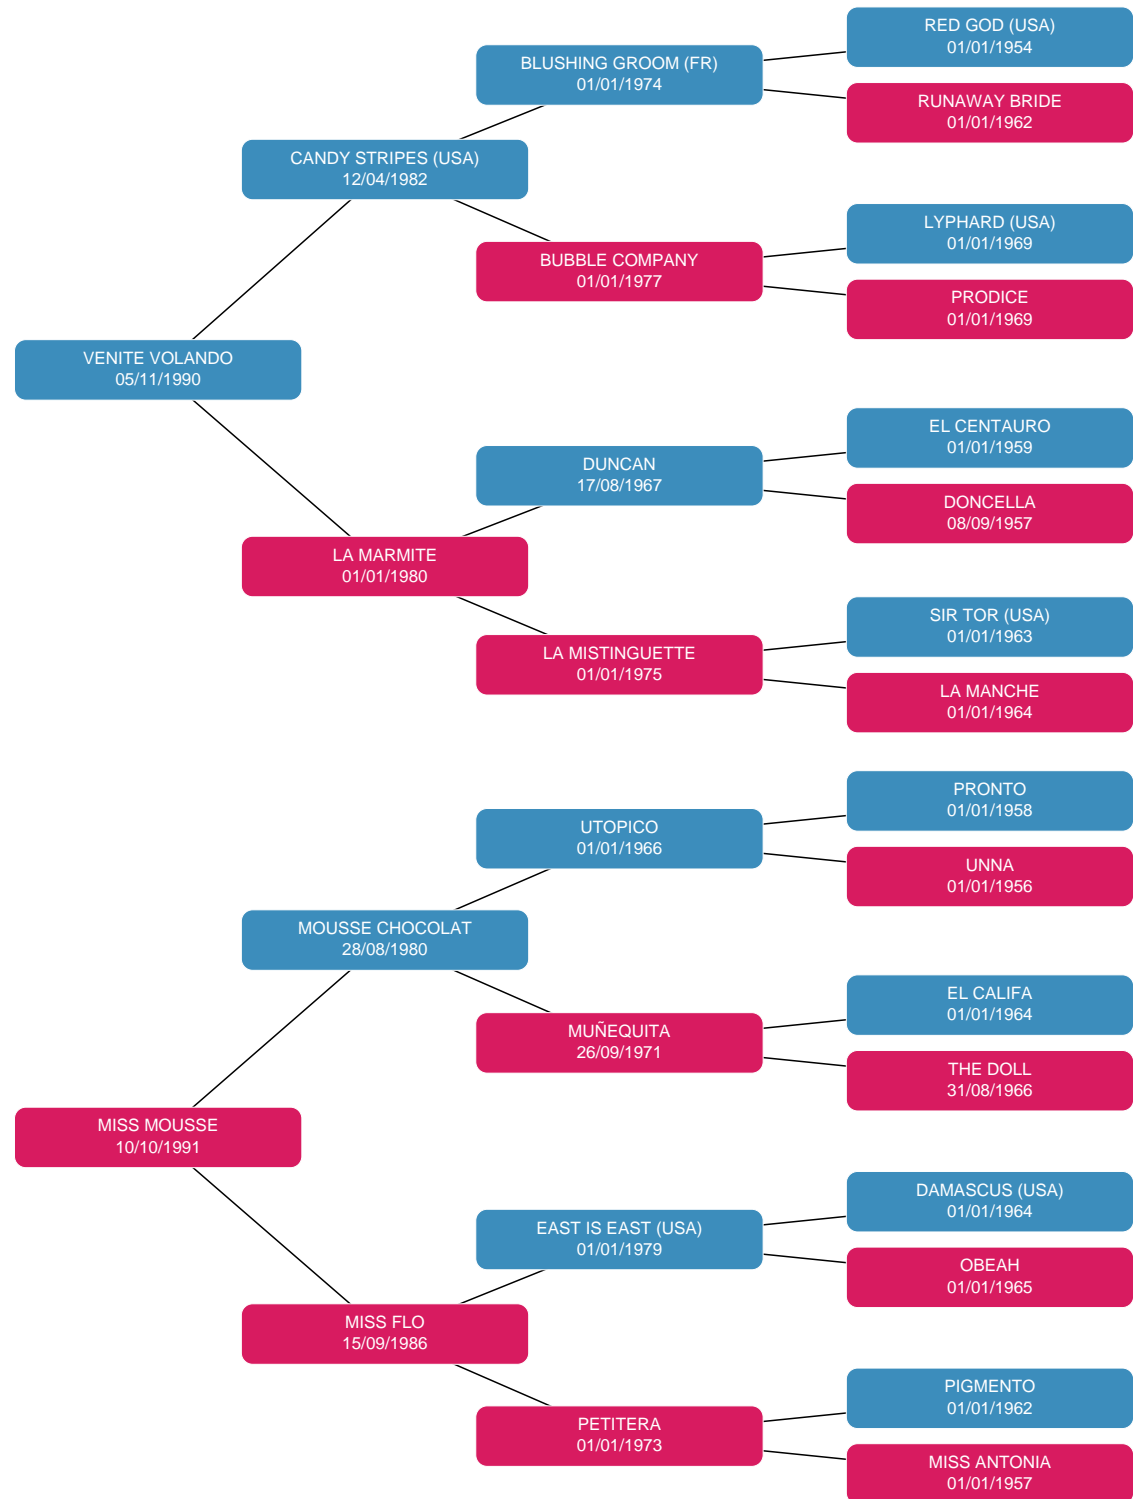 RED GOD (USA)
01/01/1954
BLUSHING GROOM (FR)
01/01/1974
RUNAWAY BRIDE
01/01/1962
CANDY STRIPES (USA)
12/04/1982
LYPHARD (USA)
01/01/1969
BUBBLE COMPANY
01/01/1977
PRODICE
01/01/1969
VENITE VOLANDO
05/11/1990
EL CENTAURO
01/01/1959
DUNCAN
17/08/1967
DONCELLA
08/09/1957
LA MARMITE
01/01/1980
SIR TOR (USA)
01/01/1963
LA MISTINGUETTE
01/01/1975
LA MANCHE
01/01/1964
PRONTO
01/01/1958
UTOPICO
01/01/1966
UNNA
01/01/1956
MOUSSE CHOCOLAT
28/08/1980
EL CALIFA
01/01/1964
MUÑEQUITA
26/09/1971
THE DOLL
31/08/1966
MISS MOUSSE
10/10/1991
DAMASCUS (USA)
01/01/1964
EAST IS EAST (USA)
01/01/1979
OBEAH
01/01/1965
MISS FLO
15/09/1986
PIGMENTO
01/01/1962
PETITERA
01/01/1973
MISS ANTONIA
01/01/1957